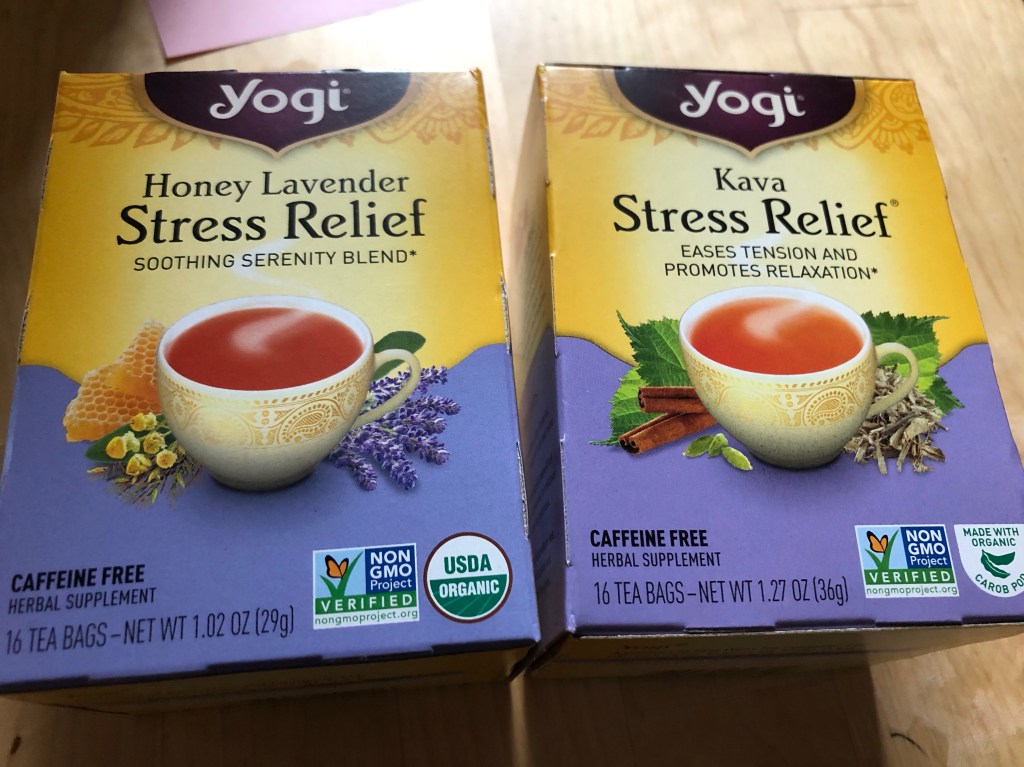 Yogi®
Honey Lavender
Stress Relief
SOOTHING SERENITY BLEND*
CAFFEINE FREE
HERBAL SUPPLEMENT
16 TEA BAGS – NET WT 1.02 OZ (29g)
NON
GMO
Project
VERIFIED
nongmoproject.org
USDA
ORGANIC
Yogi®
Kava
Stress Relief®
EASES TENSION AND
PROMOTES RELAXATION*
CAFFEINE FREE
HERBAL SUPPLEMENT
16 TEA BAGS – NET WT 1.27 OZ (36g)
NON
GMO
Project
VERIFIED
nongmoproject.org
MADE WITH
ORGANIC
CAROB PO